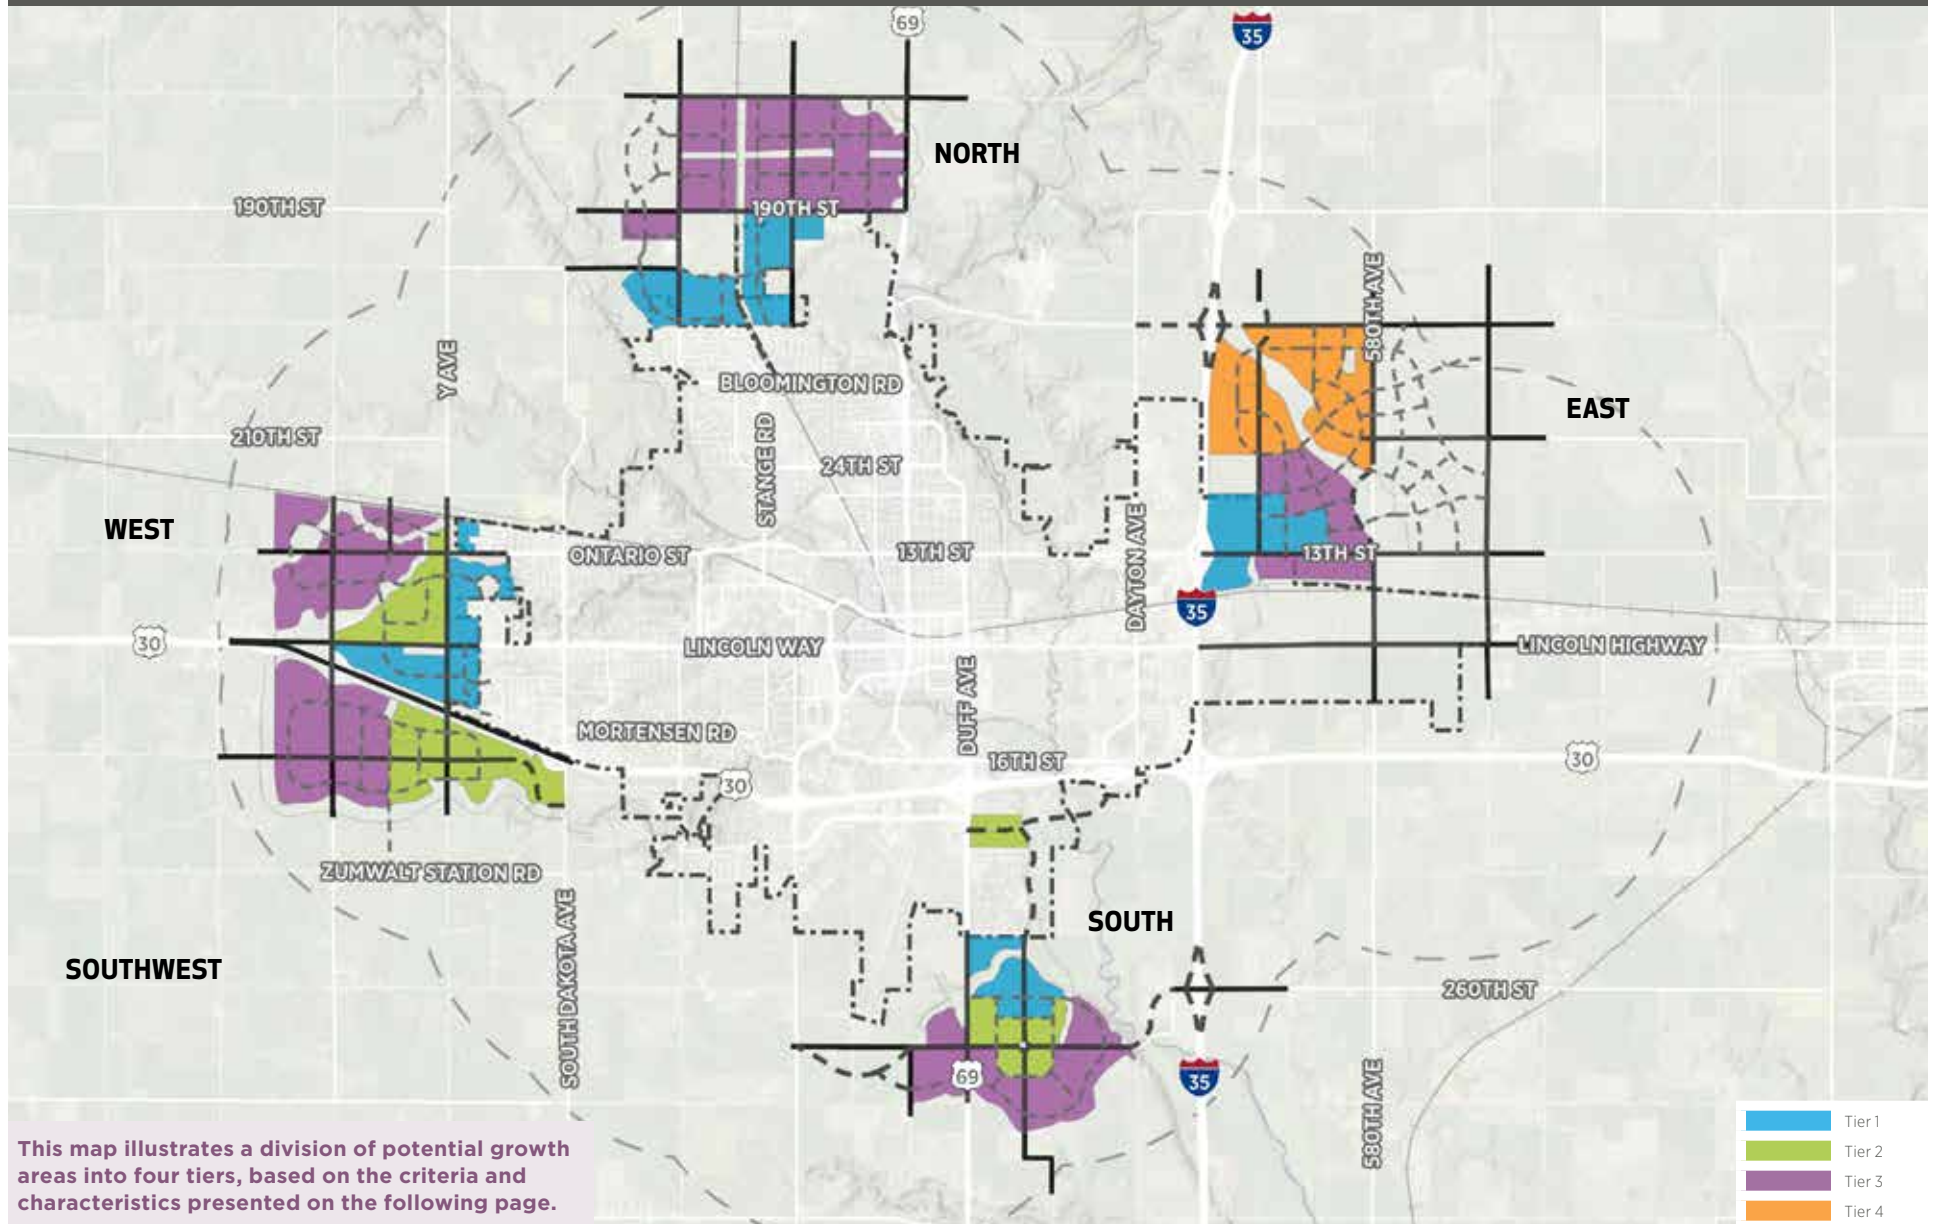 69
35
NORTH
190TH ST
190TH ST
580TH AVE
Y AVE
BLOOMINGTON RD
EAST
210TH ST
STANGE RD
24TH ST
WEST
ONTARIO ST
13TH ST
DAYTON AVE
13TH ST
35
30
LINCOLN WAY
LINCOLN HIGHWAY
DUFF AVE
MORTENSEN RD
16TH ST
30
30
ZUMWALT STATION RD
SOUTH
SOUTHWEST
SOUTH DAKOTA AVE
260TH ST
69
35
580TH AVE
This map illustrates a division of potential growth
areas into four tiers, based on the criteria and
characteristics presented on the following page.
Tier 1
Tier 2
Tier 3
Tier 4